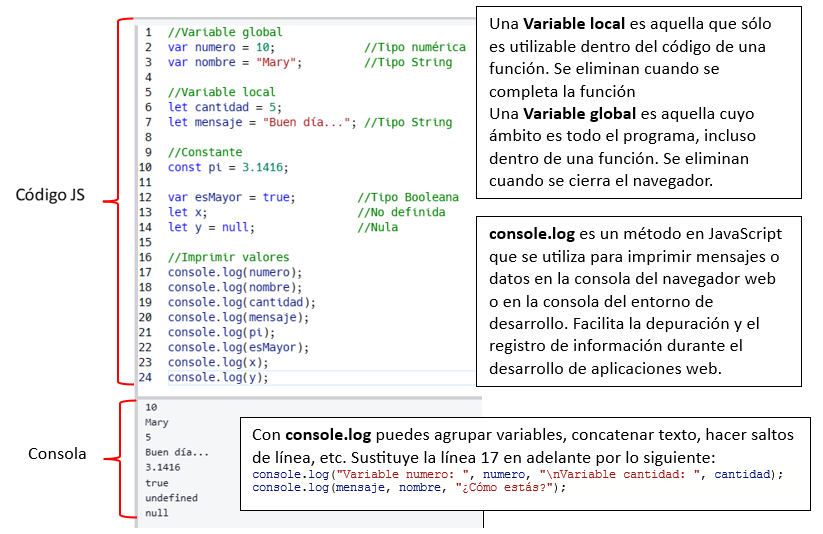 Código JS
1 //Variable global
2 var numero = 10; //Tipo numérica
3 var nombre = "Mary"; //Tipo String
4
5 //Variable local
6 let cantidad = 5;
7 let mensaje = "Buen día..."; //Tipo String
8
9 //Constante
10 const pi = 3.1416;
11
12 var esMayor = true; //Tipo Booleana
13 let x; //No definida
14 let y = null; //Nula
15
16 //Imprimir valores
17 console.log(numero);
18 console.log(nombre);
19 console.log(cantidad);
20 console.log(mensaje);
21 console.log(pi);
22 console.log(esMayor);
23 console.log(x);
24 console.log(y);
Una Variable local es aquella que sólo
es utilizable dentro del código de una
función. Se eliminan cuando se
completa la función
Una Variable global es aquella cuyo
ámbito es todo el programa, incluso
dentro de una función. Se eliminan
cuando se cierra el navegador.
console.log es un método en JavaScript
que se utiliza para imprimir mensajes o
datos en la consola del navegador web
o en la consola del entorno de
desarrollo. Facilita la depuración y el
registro de información durante el
desarrollo de aplicaciones web.
Consola
10
Mary
5
Buen día...
3.1416
true
undefined
null
Con console.log puedes agrupar variables, concatenar texto, hacer saltos
de línea, etc. Sustituye la línea 17 en adelante por lo siguiente:
console.log("Variable numero: ", numero, "\nVariable cantidad: ", cantidad);
console.log(mensaje, nombre, "¿Cómo estás?");